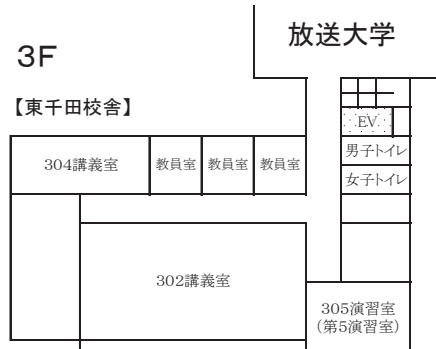 放送大学
3F
【東千田校舎】
EV
男子トイレ
304講義室
教員室
教員室
教員室
女子トイレ
302講義室
305演習室
(第5演習室)